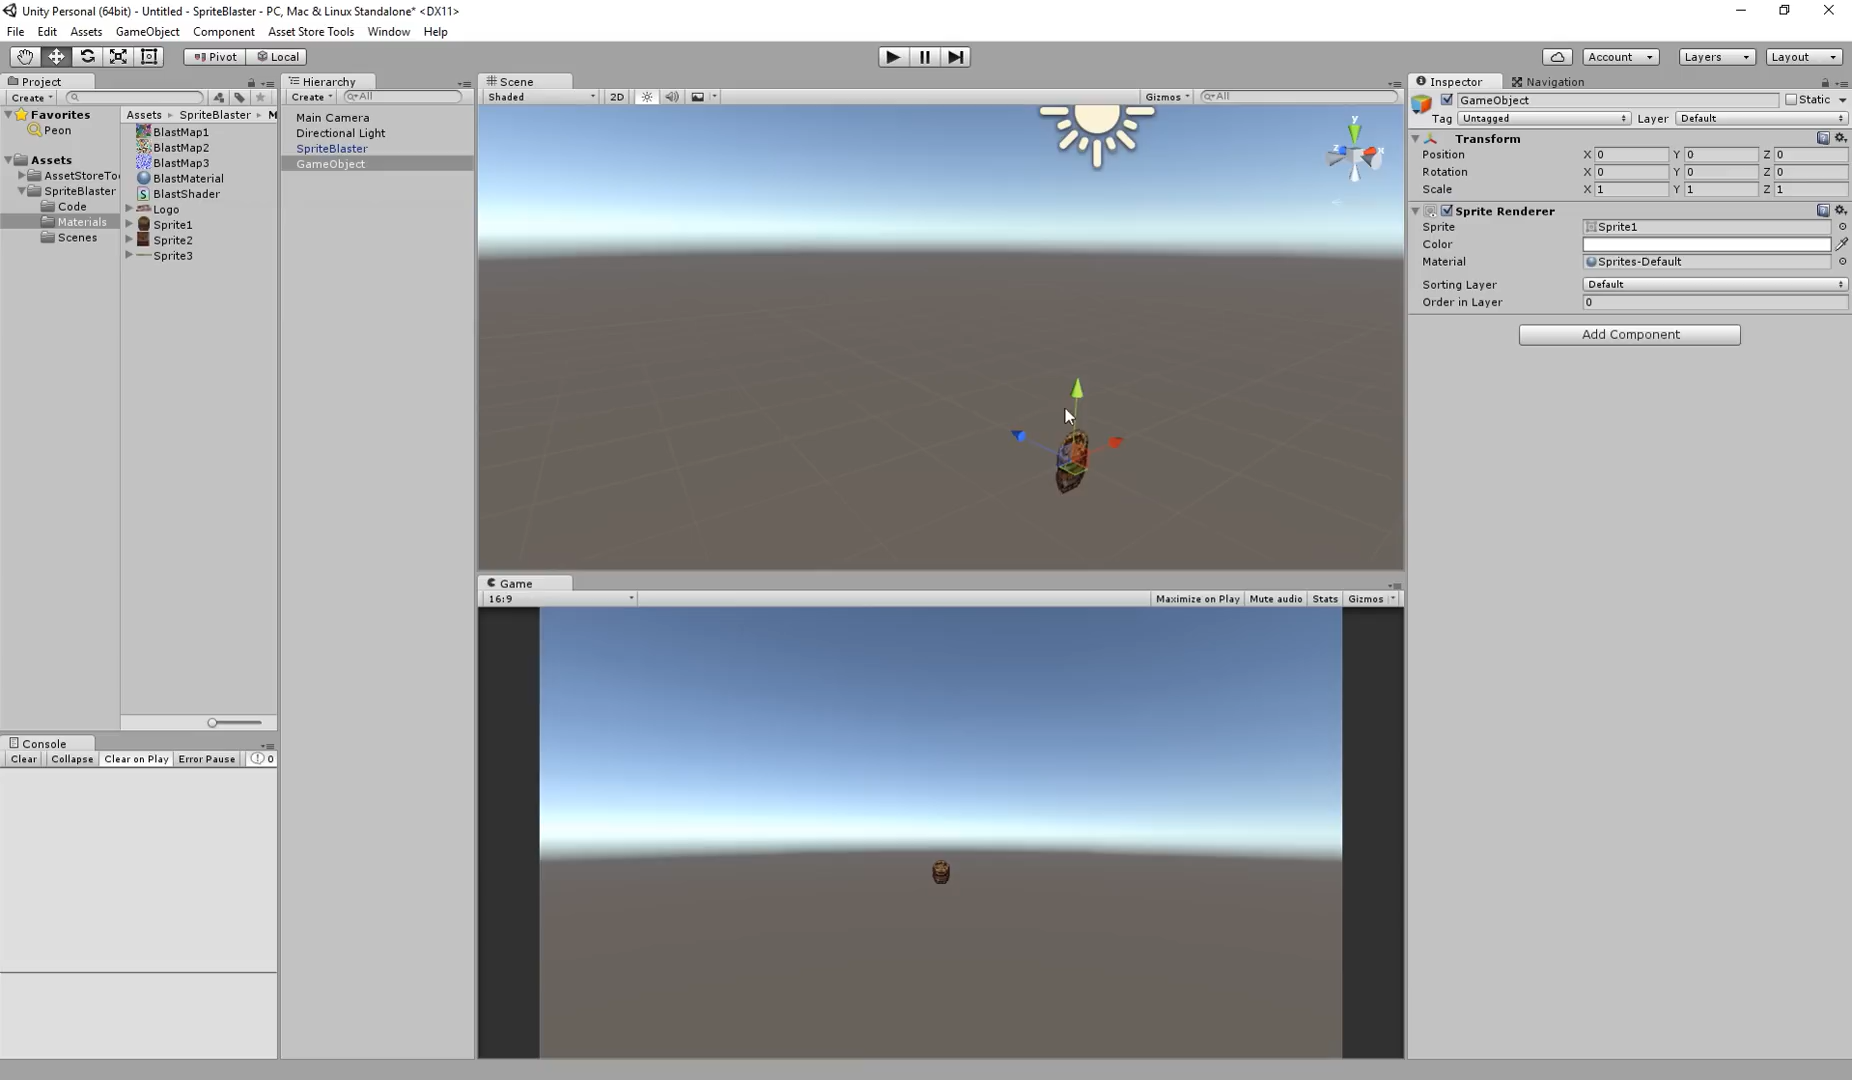 Unity Personal (64bit) - Untitled - SpriteBlaster - PC, Mac & Linux Standalone* <DX11>
File Edit Assets GameObject Component Asset Store Tools Window Help
Pivot Local Account Layers Layout
Project
Create
Favorites
Peon
Assets
AssetStoreToo
SpriteBlaster
Code
Materials
Scenes
Assets SpriteBlaster M
BlastMap1
BlastMap2
BlastMap3
BlastMaterial
BlastShader
Logo
Sprite1
Sprite2
Sprite3
Console
Clear Collapse Clear on Play Error Pause 0
Hierarchy
Create All
Main Camera
Directional Light
SpriteBlaster
GameObject
Scene
Shaded 2D Gizmos All
y
z x
Game
16:9 Maximize on Play Mute audio Stats Gizmos
Inspector Navigation
GameObject Static
Tag Untagged Layer Default
Transform
Position X 0 Y 0 Z 0
Rotation X 0 Y 0 Z 0
Scale X 1 Y 1 Z 1
Sprite Renderer
Sprite Sprite1
Color
Material Sprites-Default
Sorting Layer Default
Order in Layer 0
Add Component